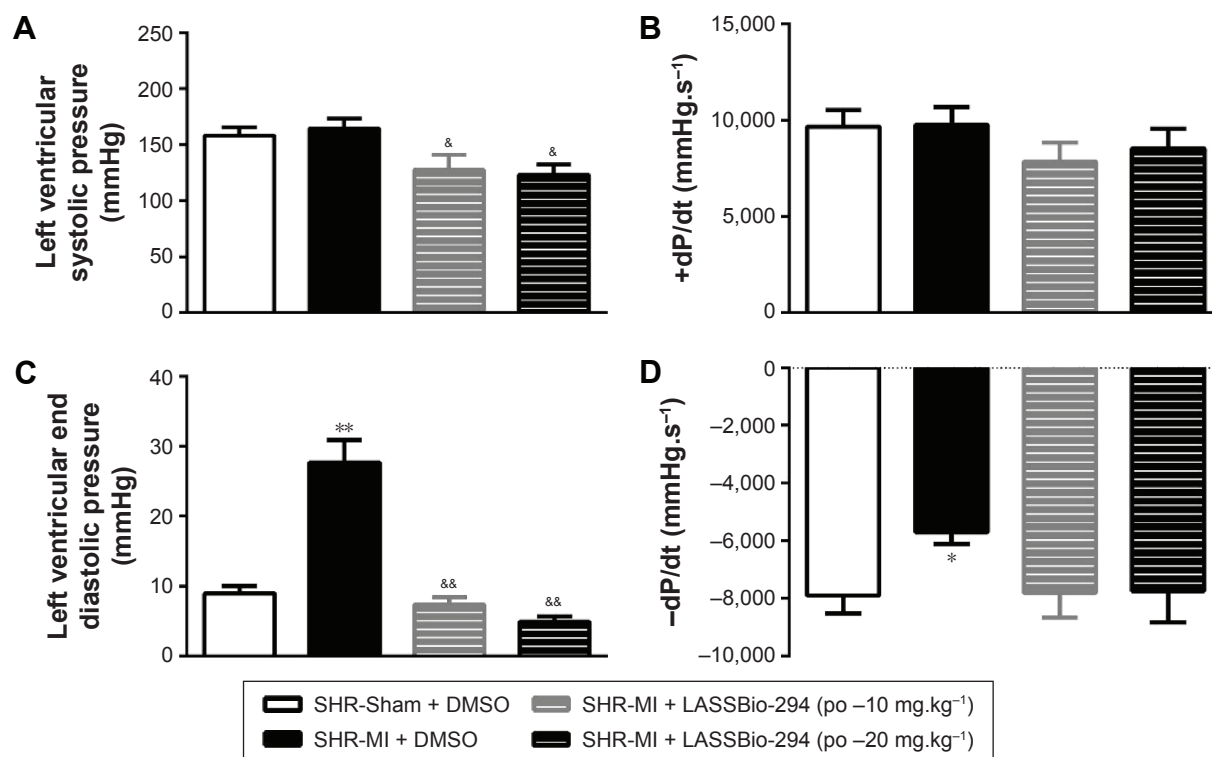 A
Left ventricular
systolic pressure
(mmHg)
250
200
150
100
50
0
&
&
B
+dP/dt (mmHg.s⁻¹)
15,000
10,000
5,000
0
C
Left ventricular end
diastolic pressure
(mmHg)
40
30
20
10
0
**
&&
&&
D
–dP/dt (mmHg.s⁻¹)
0
–2,000
–4,000
–6,000
–8,000
–10,000
*
SHR-Sham + DMSO
SHR-MI + LASSBio-294 (po –10 mg.kg⁻¹)
SHR-MI + DMSO
SHR-MI + LASSBio-294 (po –20 mg.kg⁻¹)